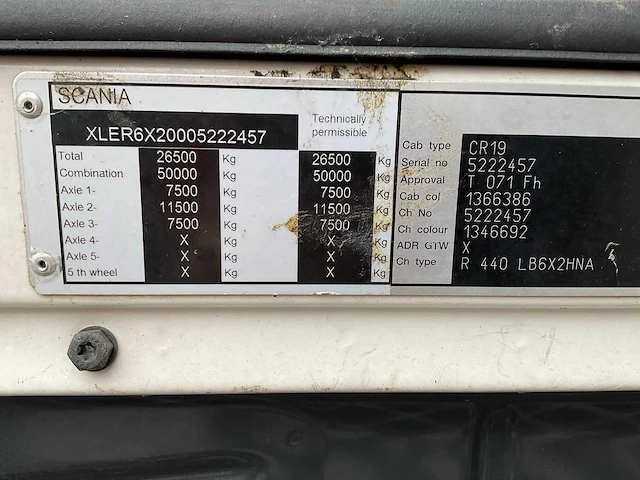 SCANIA
XLER6X20005222457
Technically
permissible
Total 26500 Kg 26500 Kg
Combination 50000 Kg 50000 Kg
Axle 1- 7500 Kg 7500 Kg
Axle 2- 11500 Kg 11500 Kg
Axle 3- 7500 Kg 7500 Kg
Axle 4- X Kg X Kg
Axle 5- X Kg X Kg
5 th wheel X Kg X Kg
Cab type CR19
Serial no 5222457
Approval T 071 Fh
Cab col 1366386
Ch No 5222457
Ch colour 1346692
ADR GTW X
Ch type R 440 LB6X2HNA